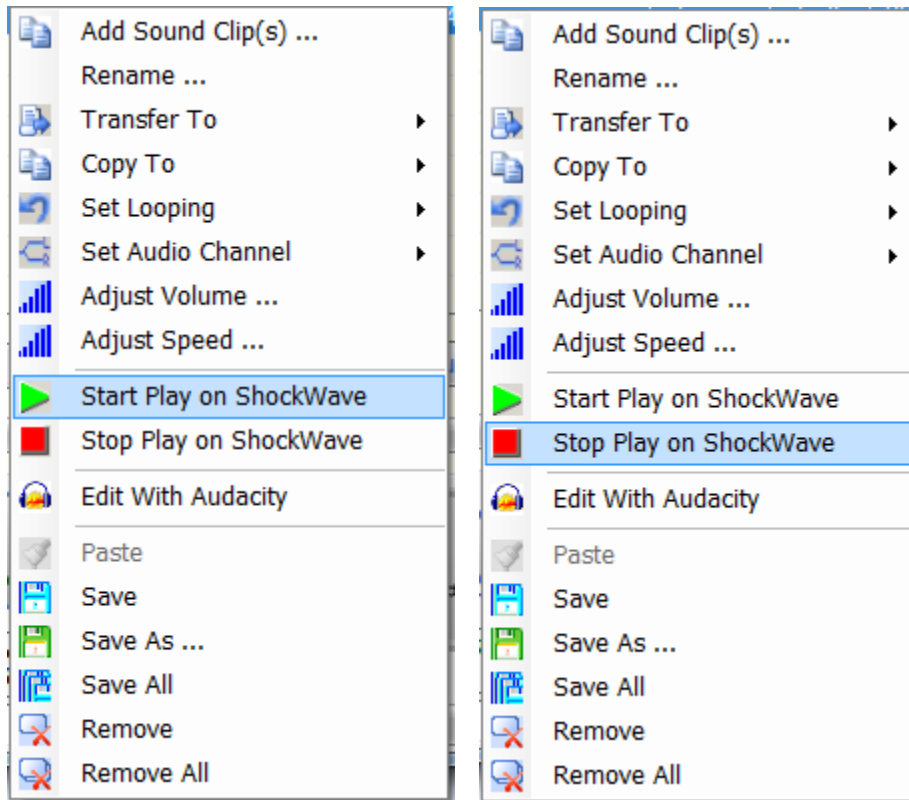 Add Sound Clip(s) ...
Rename ...
Transfer To
Copy To
Set Looping
Set Audio Channel
Adjust Volume ...
Adjust Speed ...
Start Play on ShockWave
Stop Play on ShockWave
Edit With Audacity
Paste
Save
Save As ...
Save All
Remove
Remove All
Add Sound Clip(s) ...
Rename ...
Transfer To
Copy To
Set Looping
Set Audio Channel
Adjust Volume ...
Adjust Speed ...
Start Play on ShockWave
Stop Play on ShockWave
Edit With Audacity
Paste
Save
Save As ...
Save All
Remove
Remove All